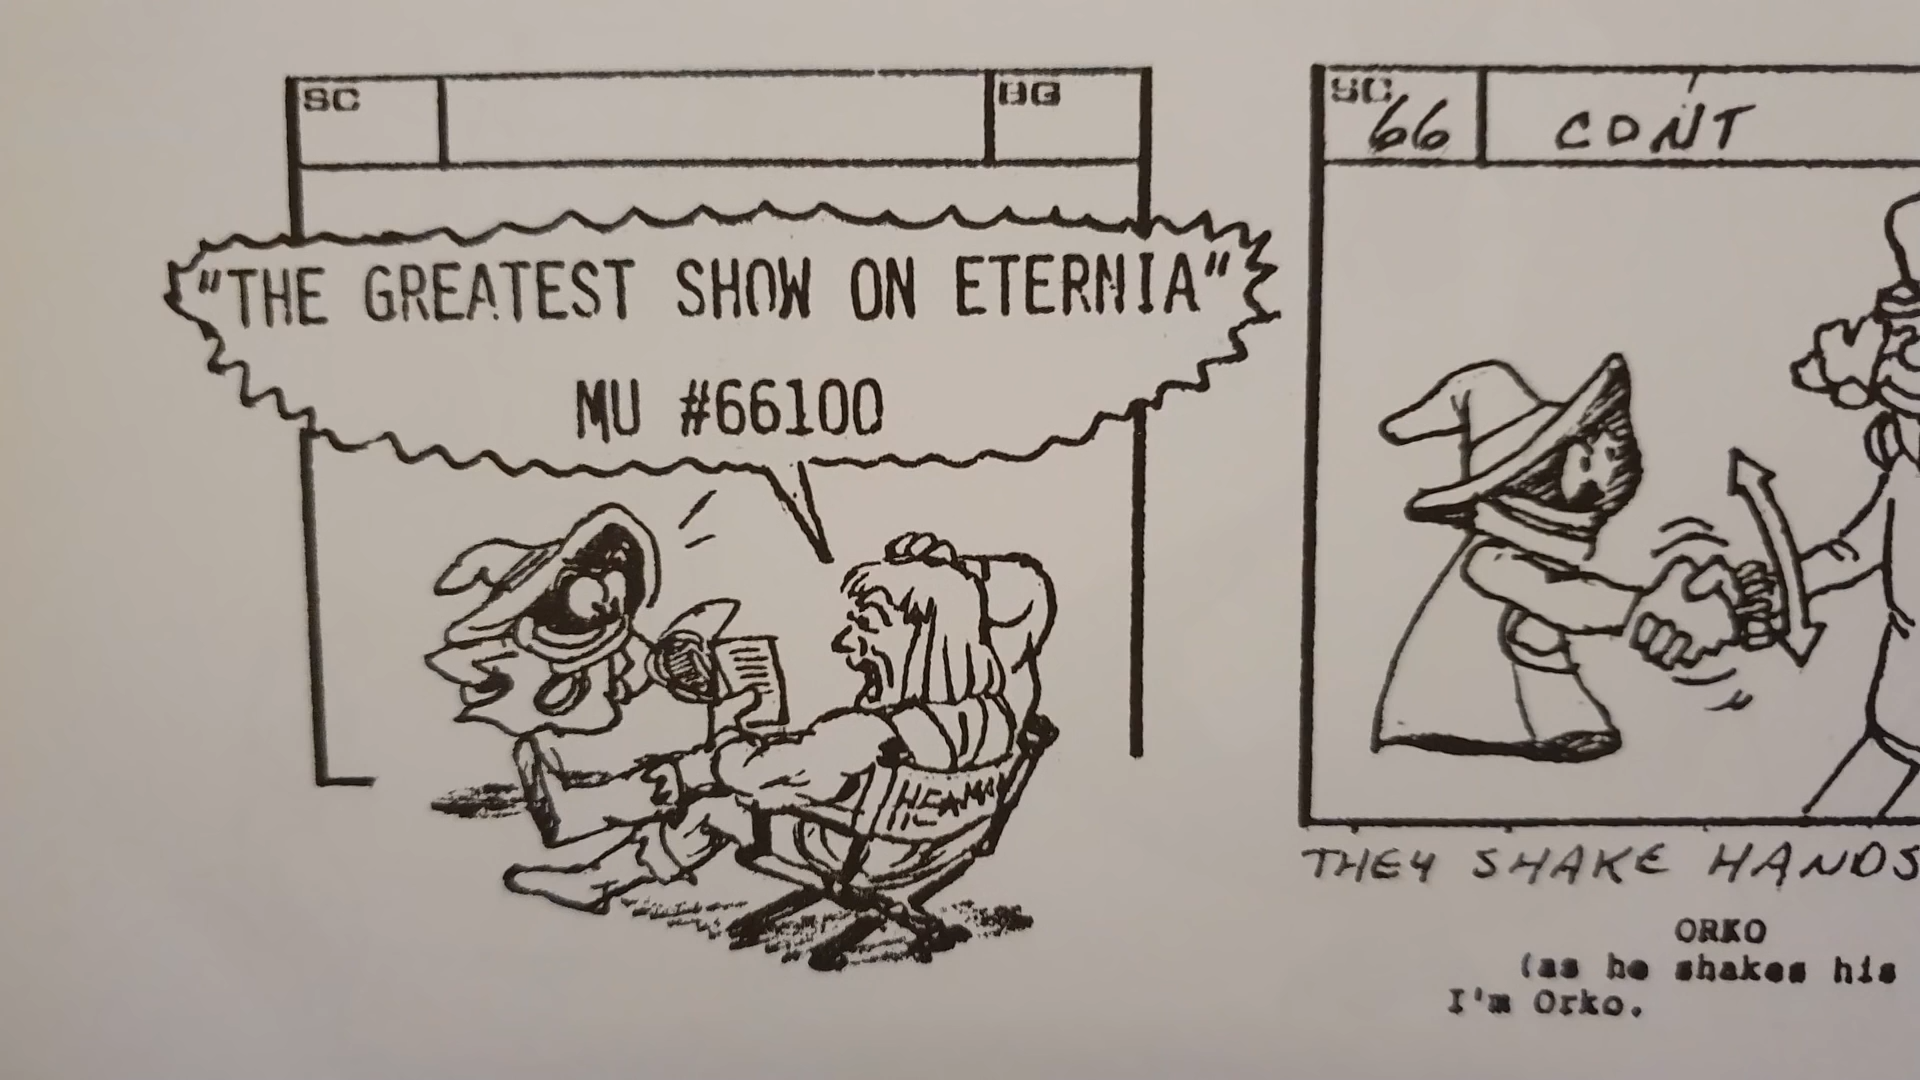 SC
BG
"THE GREATEST SHOW ON ETERNIA"
MU #66100
HEMAN
SC
66
CONT
THEY SHAKE HANDS
ORKO
(as he shakes his
I'm Orko.